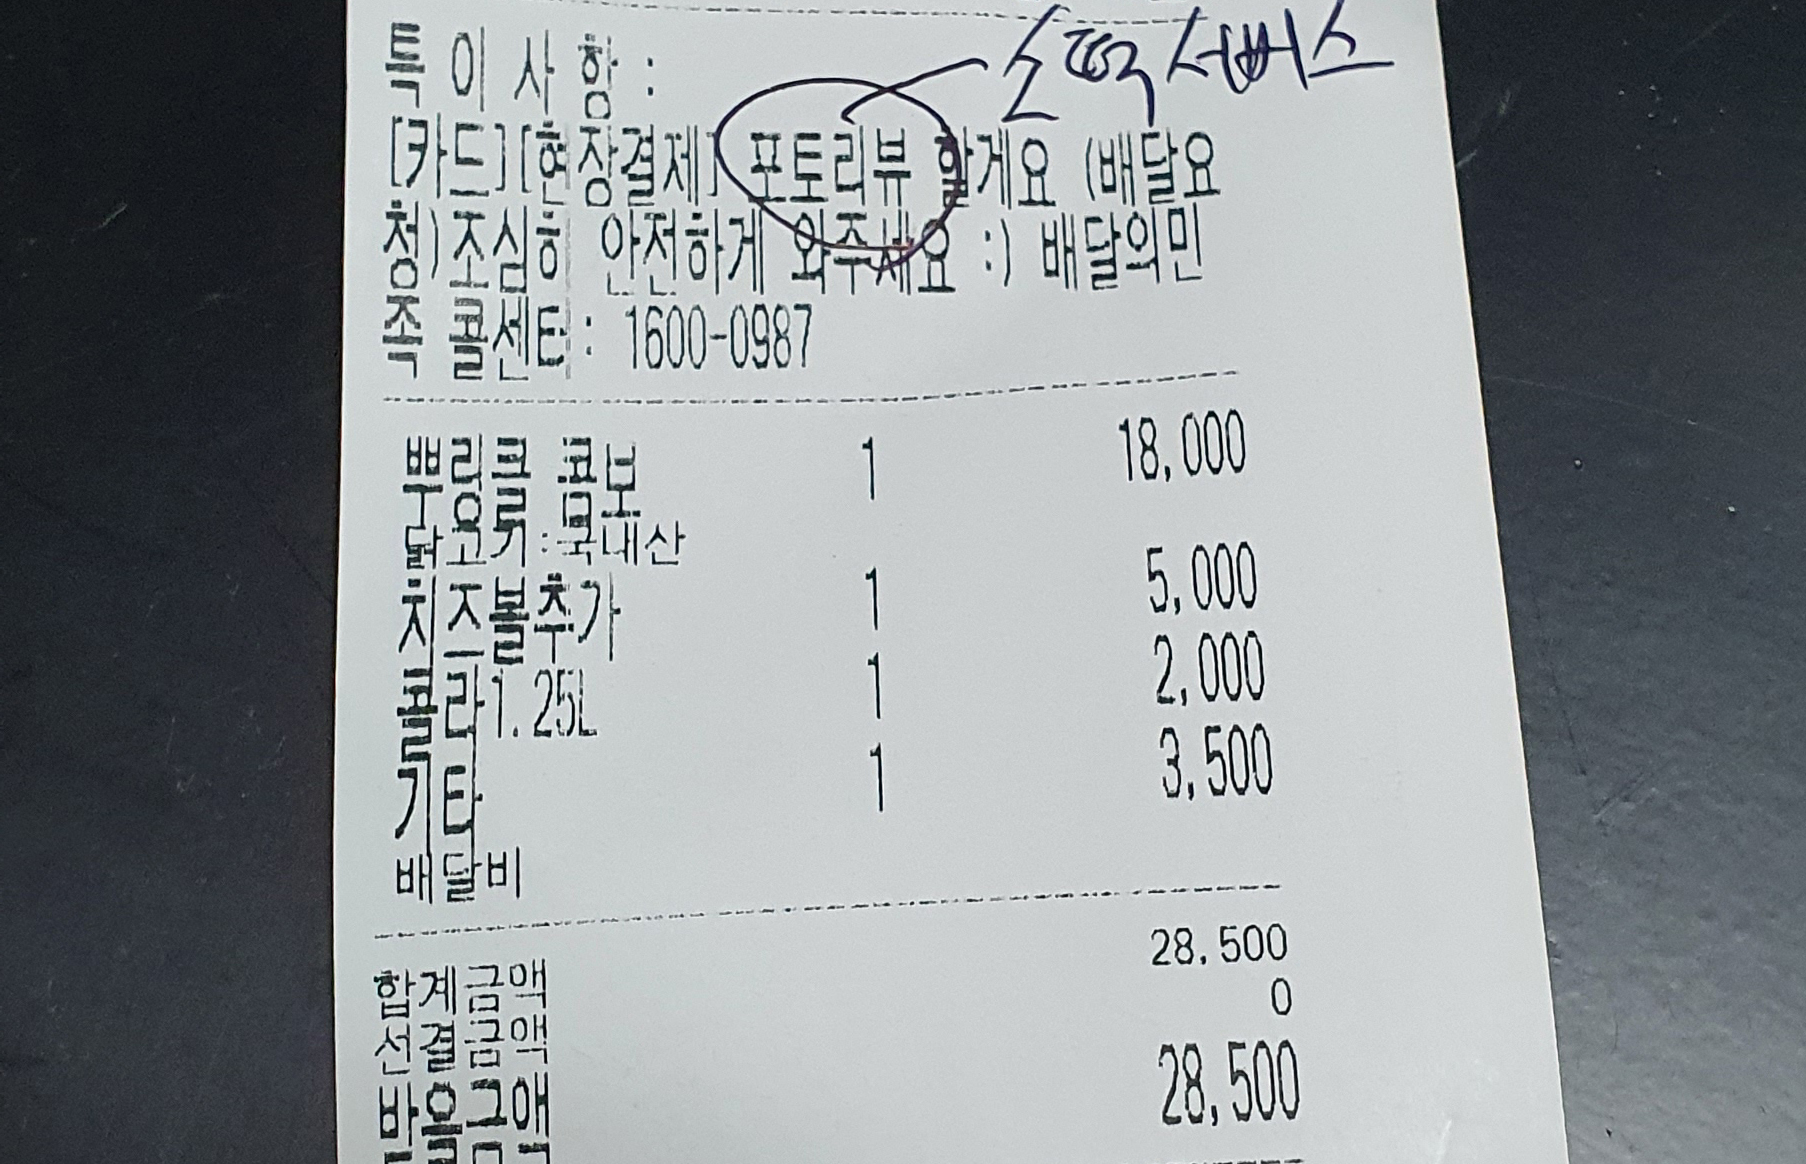 특이사항:
소떡서비스
[카드][현장결제] 포토리뷰 할게요 (배달요
청)조심히 안전하게 와주세요 :) 배달의민
족 콜센터: 1600-0987
뿌링클 콤보 1 18,000
닭고기:국내산
치즈볼추가 1 5,000
콜라1.25L 1 2,000
기타 1 3,500
배달비
합계금액 28,500
선결금액 0
받을금액 28,500